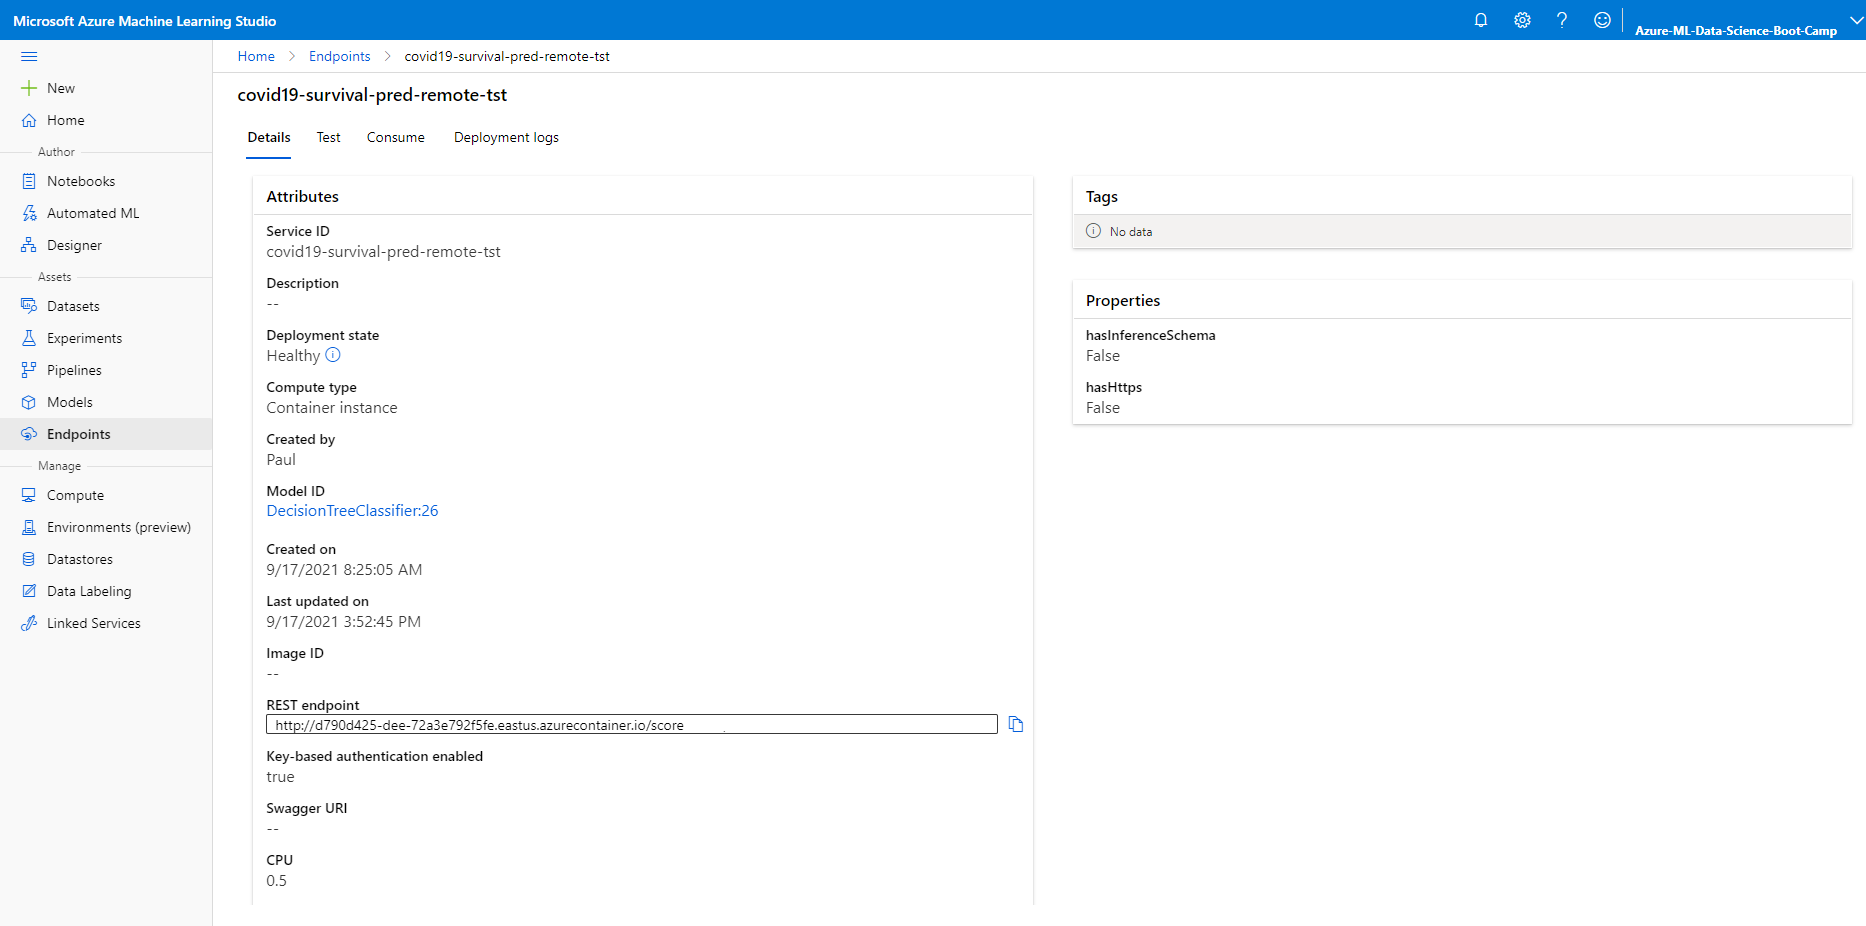 Microsoft Azure Machine Learning Studio
Azure-ML-Data-Science-Boot-Camp
New
Home
Author
Notebooks
Automated ML
Designer
Assets
Datasets
Experiments
Pipelines
Models
Endpoints
Manage
Compute
Environments (preview)
Datastores
Data Labeling
Linked Services
Home > Endpoints > covid19-survival-pred-remote-tst
covid19-survival-pred-remote-tst
Details Test Consume Deployment logs
Attributes
Service ID
covid19-survival-pred-remote-tst
Description
--
Deployment state
Healthy
Compute type
Container instance
Created by
Paul
Model ID
DecisionTreeClassifier:26
Created on
9/17/2021 8:25:05 AM
Last updated on
9/17/2021 3:52:45 PM
Image ID
--
REST endpoint
http://d790d425-dee-72a3e792f5fe.eastus.azurecontainer.io/score
Key-based authentication enabled
true
Swagger URI
--
CPU
0.5
Tags
No data
Properties
hasInferenceSchema
False
hasHttps
False